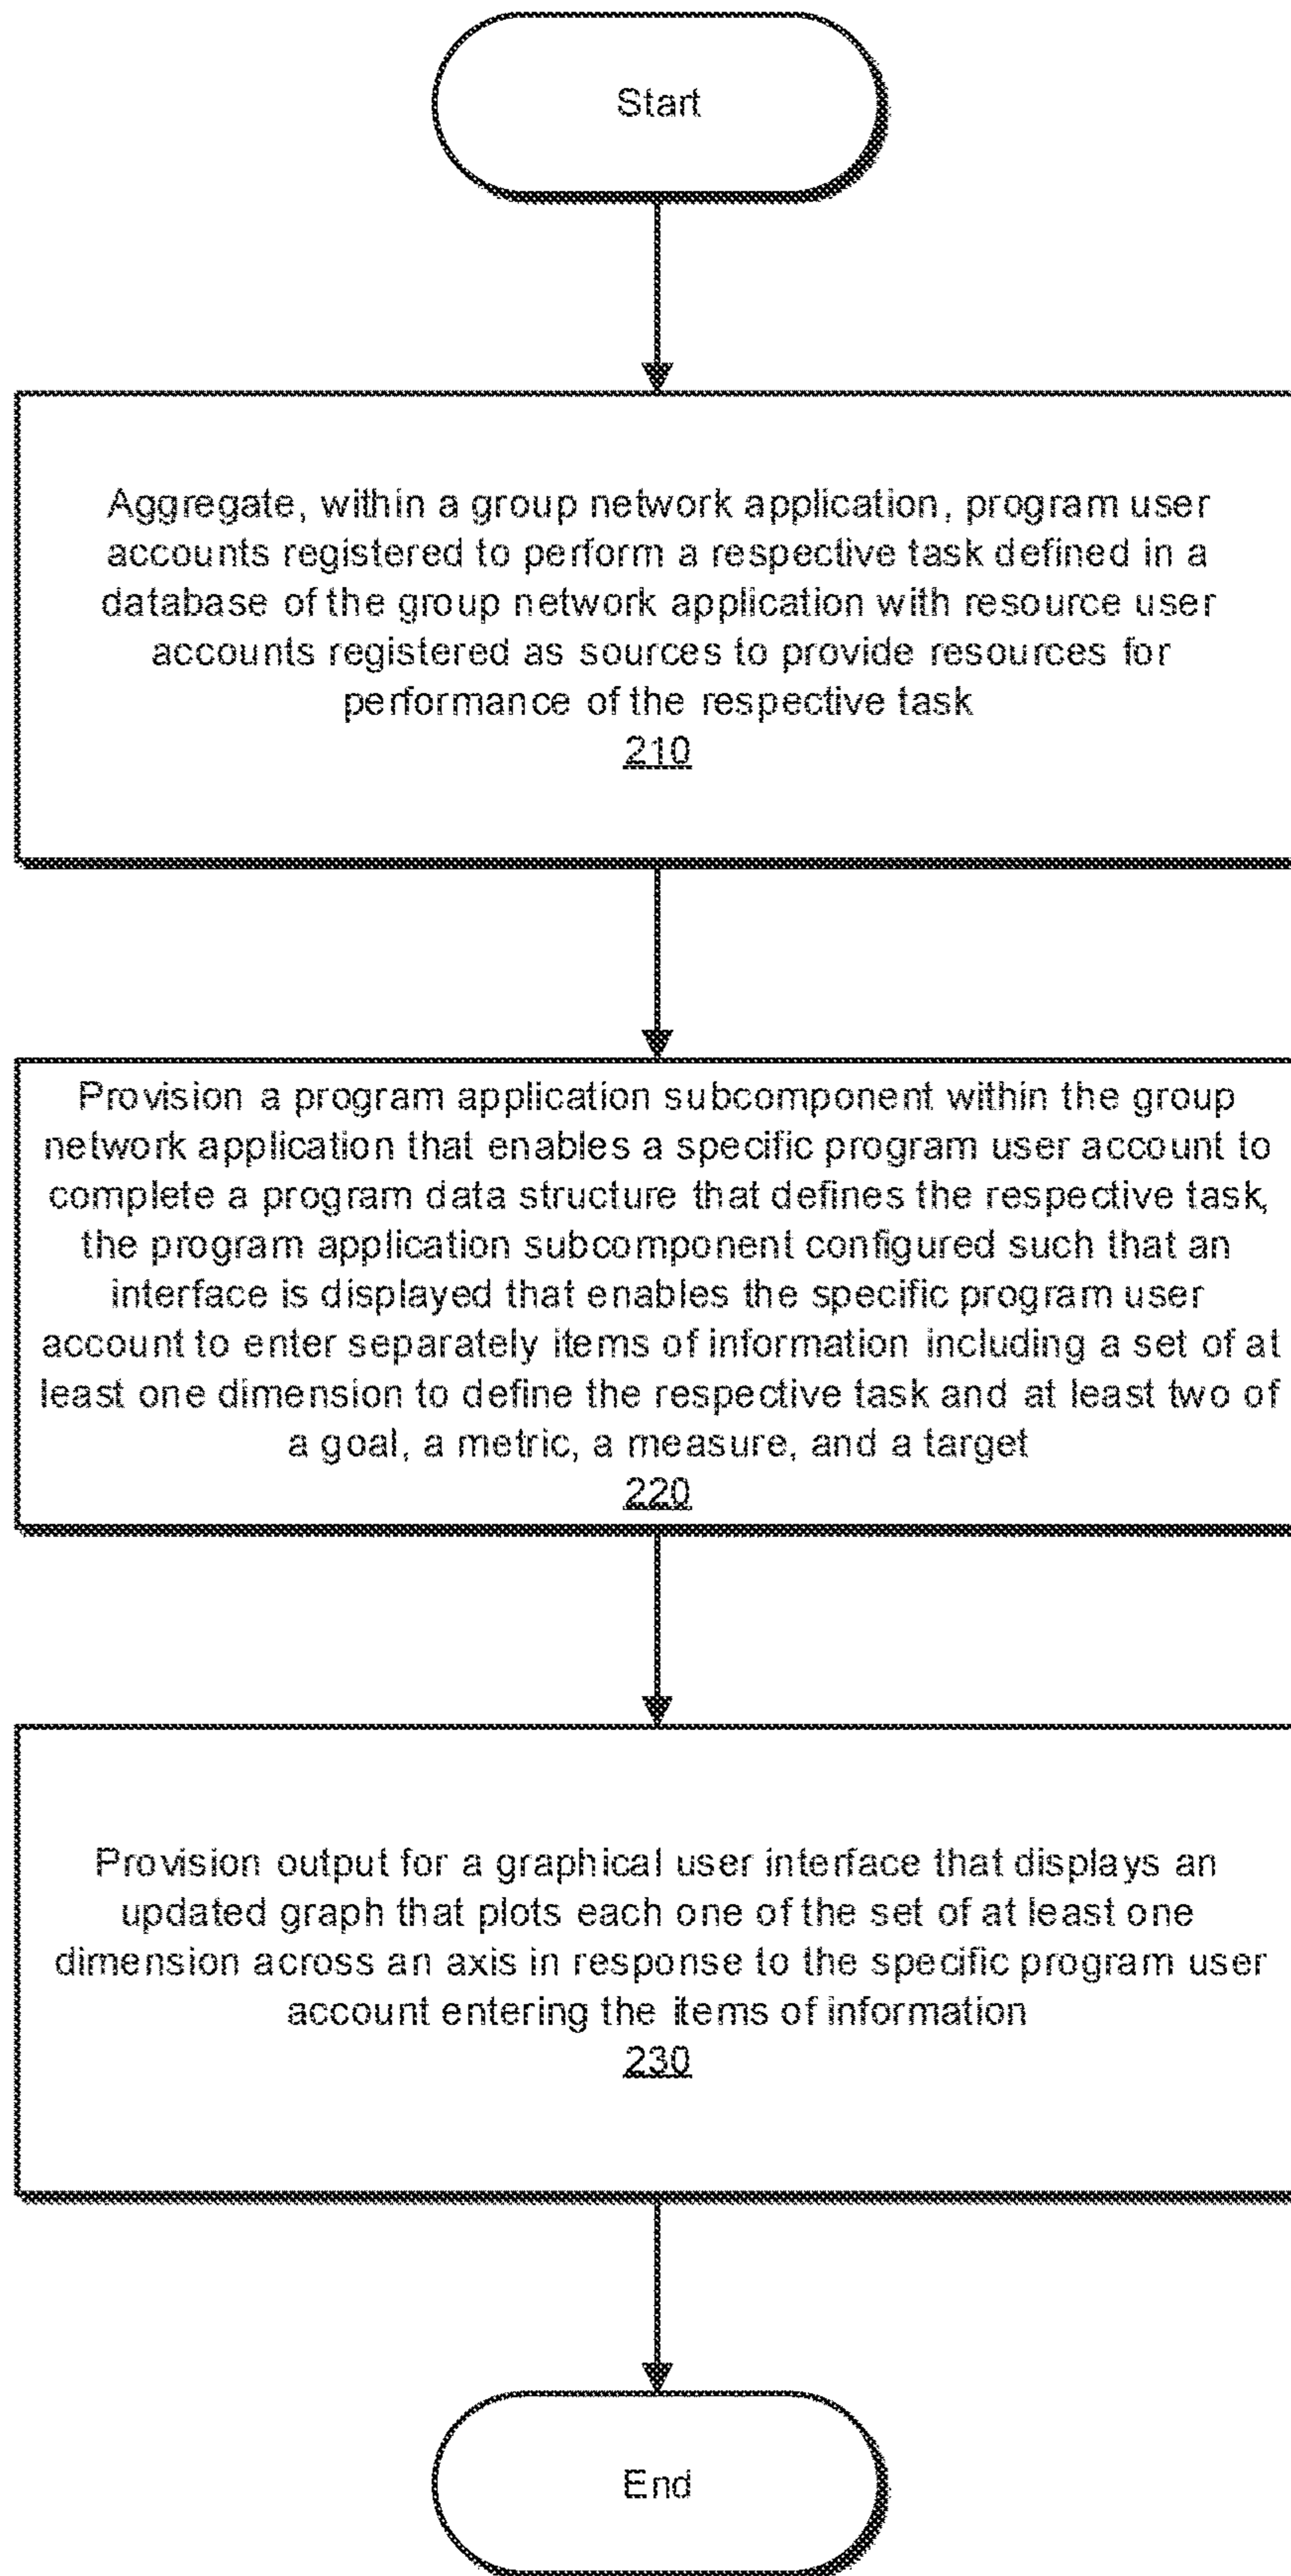 Start
Aggregate, within a group network application, program user
accounts registered to perform a respective task defined in a
database of the group network application with resource user
accounts registered as sources to provide resources for
performance of the respective task
210
Provision a program application subcomponent within the group
network application that enables a specific program user account to
complete a program data structure that defines the respective task,
the program application subcomponent configured such that an
interface is displayed that enables the specific program user
account to enter separately items of information including a set of at
least one dimension to define the respective task and at least two of
a goal, a metric, a measure, and a target
220
Provision output for a graphical user interface that displays an
updated graph that plots each one of the set of at least one
dimension across an axis in response to the specific program user
account entering the items of information
230
End